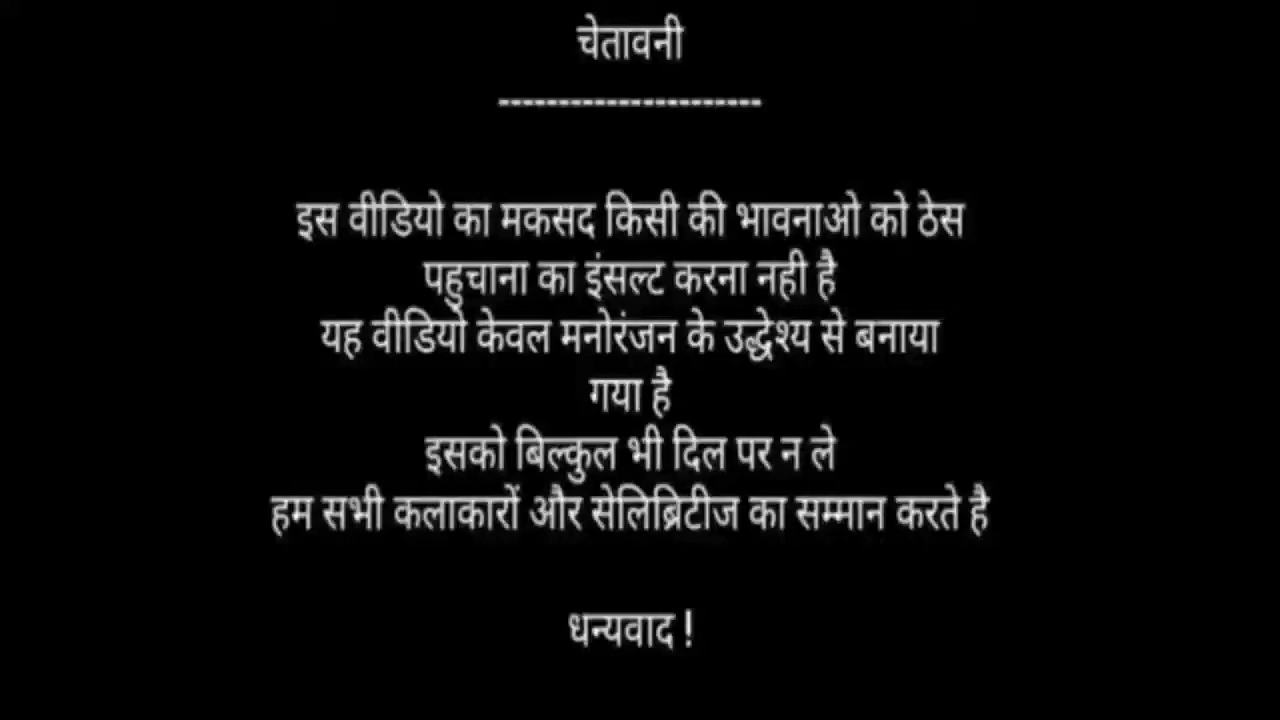 चेतावनी
----------------------
इस वीडियो का मकसद किसी की भावनाओ को ठेस
पहुचाना का इंसल्ट करना नही है
यह वीडियो केवल मनोरंजन के उद्धेश्य से बनाया
गया है
इसको बिल्कुल भी दिल पर न ले
हम सभी कलाकारों और सेलिब्रिटीज का सम्मान करते है
धन्यवाद !